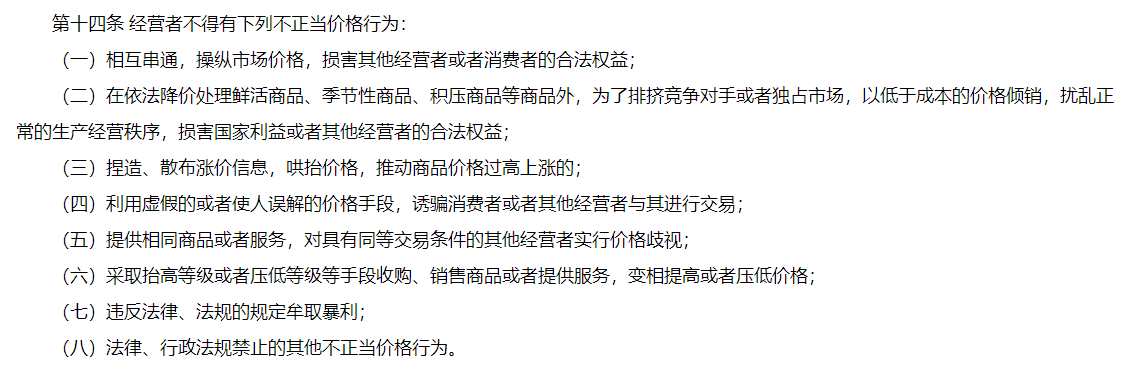 第十四条 经营者不得有下列不正当价格行为：
（一）相互串通，操纵市场价格，损害其他经营者或者消费者的合法权益；
（二）在依法降价处理鲜活商品、季节性商品、积压商品等商品外，为了排挤竞争对手或者独占市场，以低于成本的价格倾销，扰乱正
常的生产经营秩序，损害国家利益或者其他经营者的合法权益；
（三）捏造、散布涨价信息，哄抬价格，推动商品价格过高上涨的；
（四）利用虚假的或者使人误解的价格手段，诱骗消费者或者其他经营者与其进行交易；
（五）提供相同商品或者服务，对具有同等交易条件的其他经营者实行价格歧视；
（六）采取抬高等级或者压低等级等手段收购、销售商品或者提供服务，变相提高或者压低价格；
（七）违反法律、法规的规定牟取暴利；
（八）法律、行政法规禁止的其他不正当价格行为。